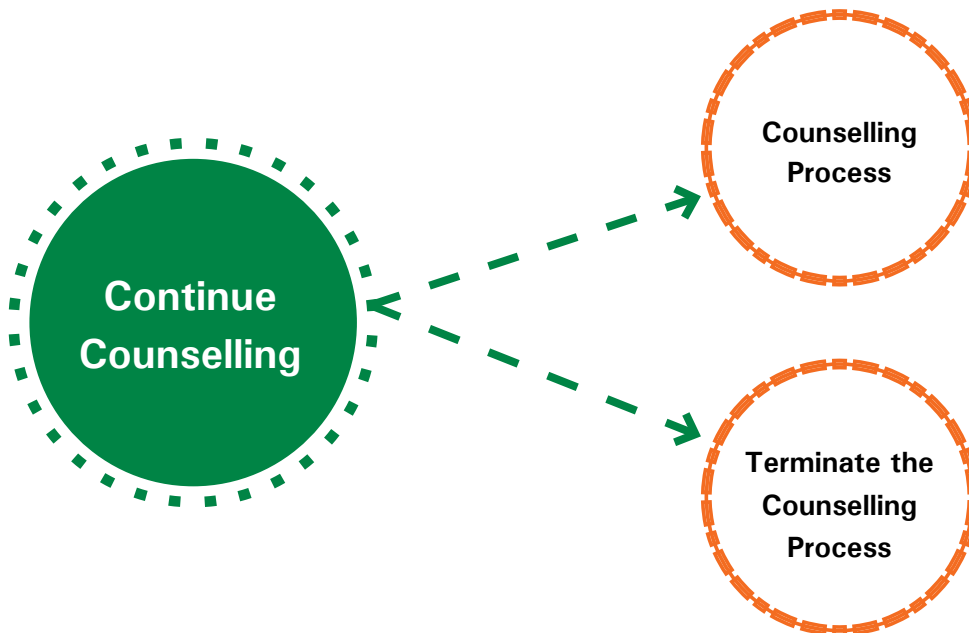 Continue
Counselling
Counselling
Process
Terminate the
Counselling
Process